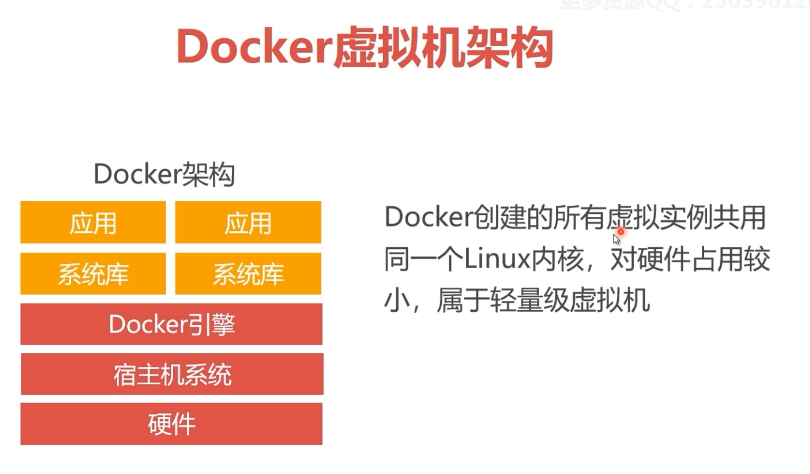 更多资源QQ：
Docker虚拟机架构
Docker架构
应用 应用
系统库 系统库
Docker引擎
宿主机系统
硬件
Docker创建的所有虚拟实例共用
同一个Linux内核，对硬件占用较
小，属于轻量级虚拟机